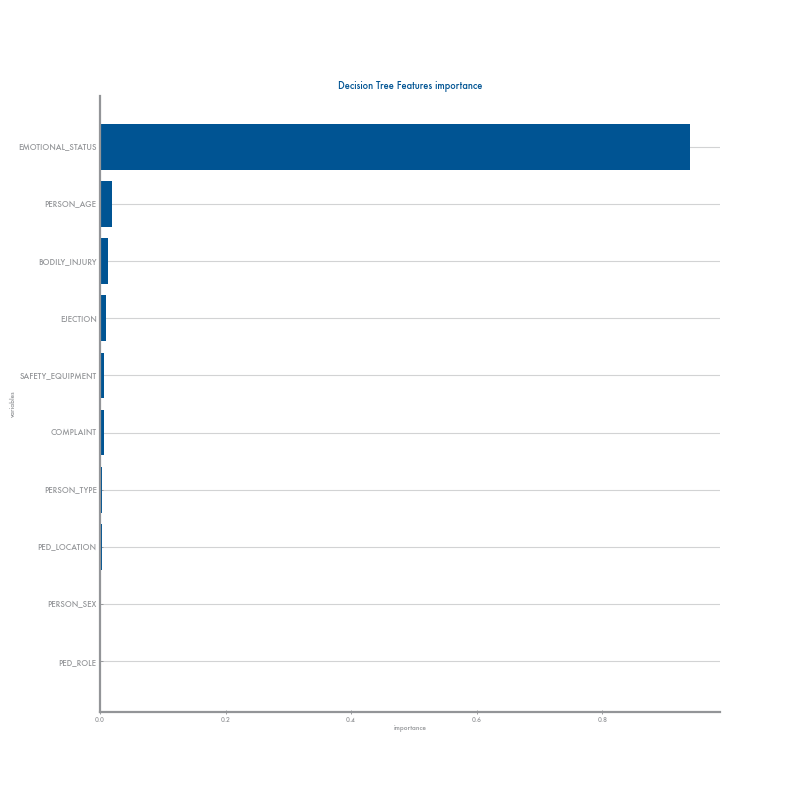 Decision Tree Features importance
EMOTIONAL_STATUS
PERSON_AGE
BODILY_INJURY
EJECTION
SAFETY_EQUIPMENT
variables
COMPLAINT
PERSON_TYPE
PED_LOCATION
PERSON_SEX
PED_ROLE
0.0 0.2 0.4 0.6 0.8
importance